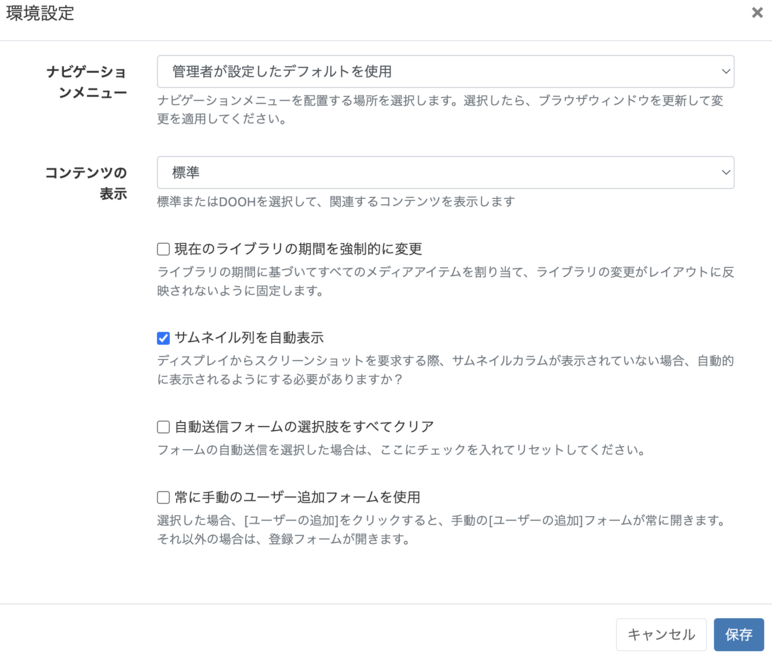 環境設定
×
ナビゲーショ
ンメニュー
管理者が設定したデフォルトを使用
ナビゲーションメニューを配置する場所を選択します。選択したら、ブラウザウィンドウを更新して変
更を適用してください。
コンテンツの
表示
標準
標準またはDOOHを選択して、関連するコンテンツを表示します
現在のライブラリの期間を強制的に変更
ライブラリの期間に基づいてすべてのメディアアイテムを割り当て、ライブラリの変更がレイアウトに反
映されないように固定します。
サムネイル列を自動表示
ディスプレイからスクリーンショットを要求する際、サムネイルカラムが表示されていない場合、自動的
に表示されるようにする必要がありますか？
自動送信フォームの選択肢をすべてクリア
フォームの自動送信を選択した場合は、ここにチェックを入れてリセットしてください。
常に手動のユーザー追加フォームを使用
選択した場合、[ユーザーの追加]をクリックすると、手動の[ユーザーの追加]フォームが常に開きます。
それ以外の場合は、登録フォームが開きます。
キャンセル
保存